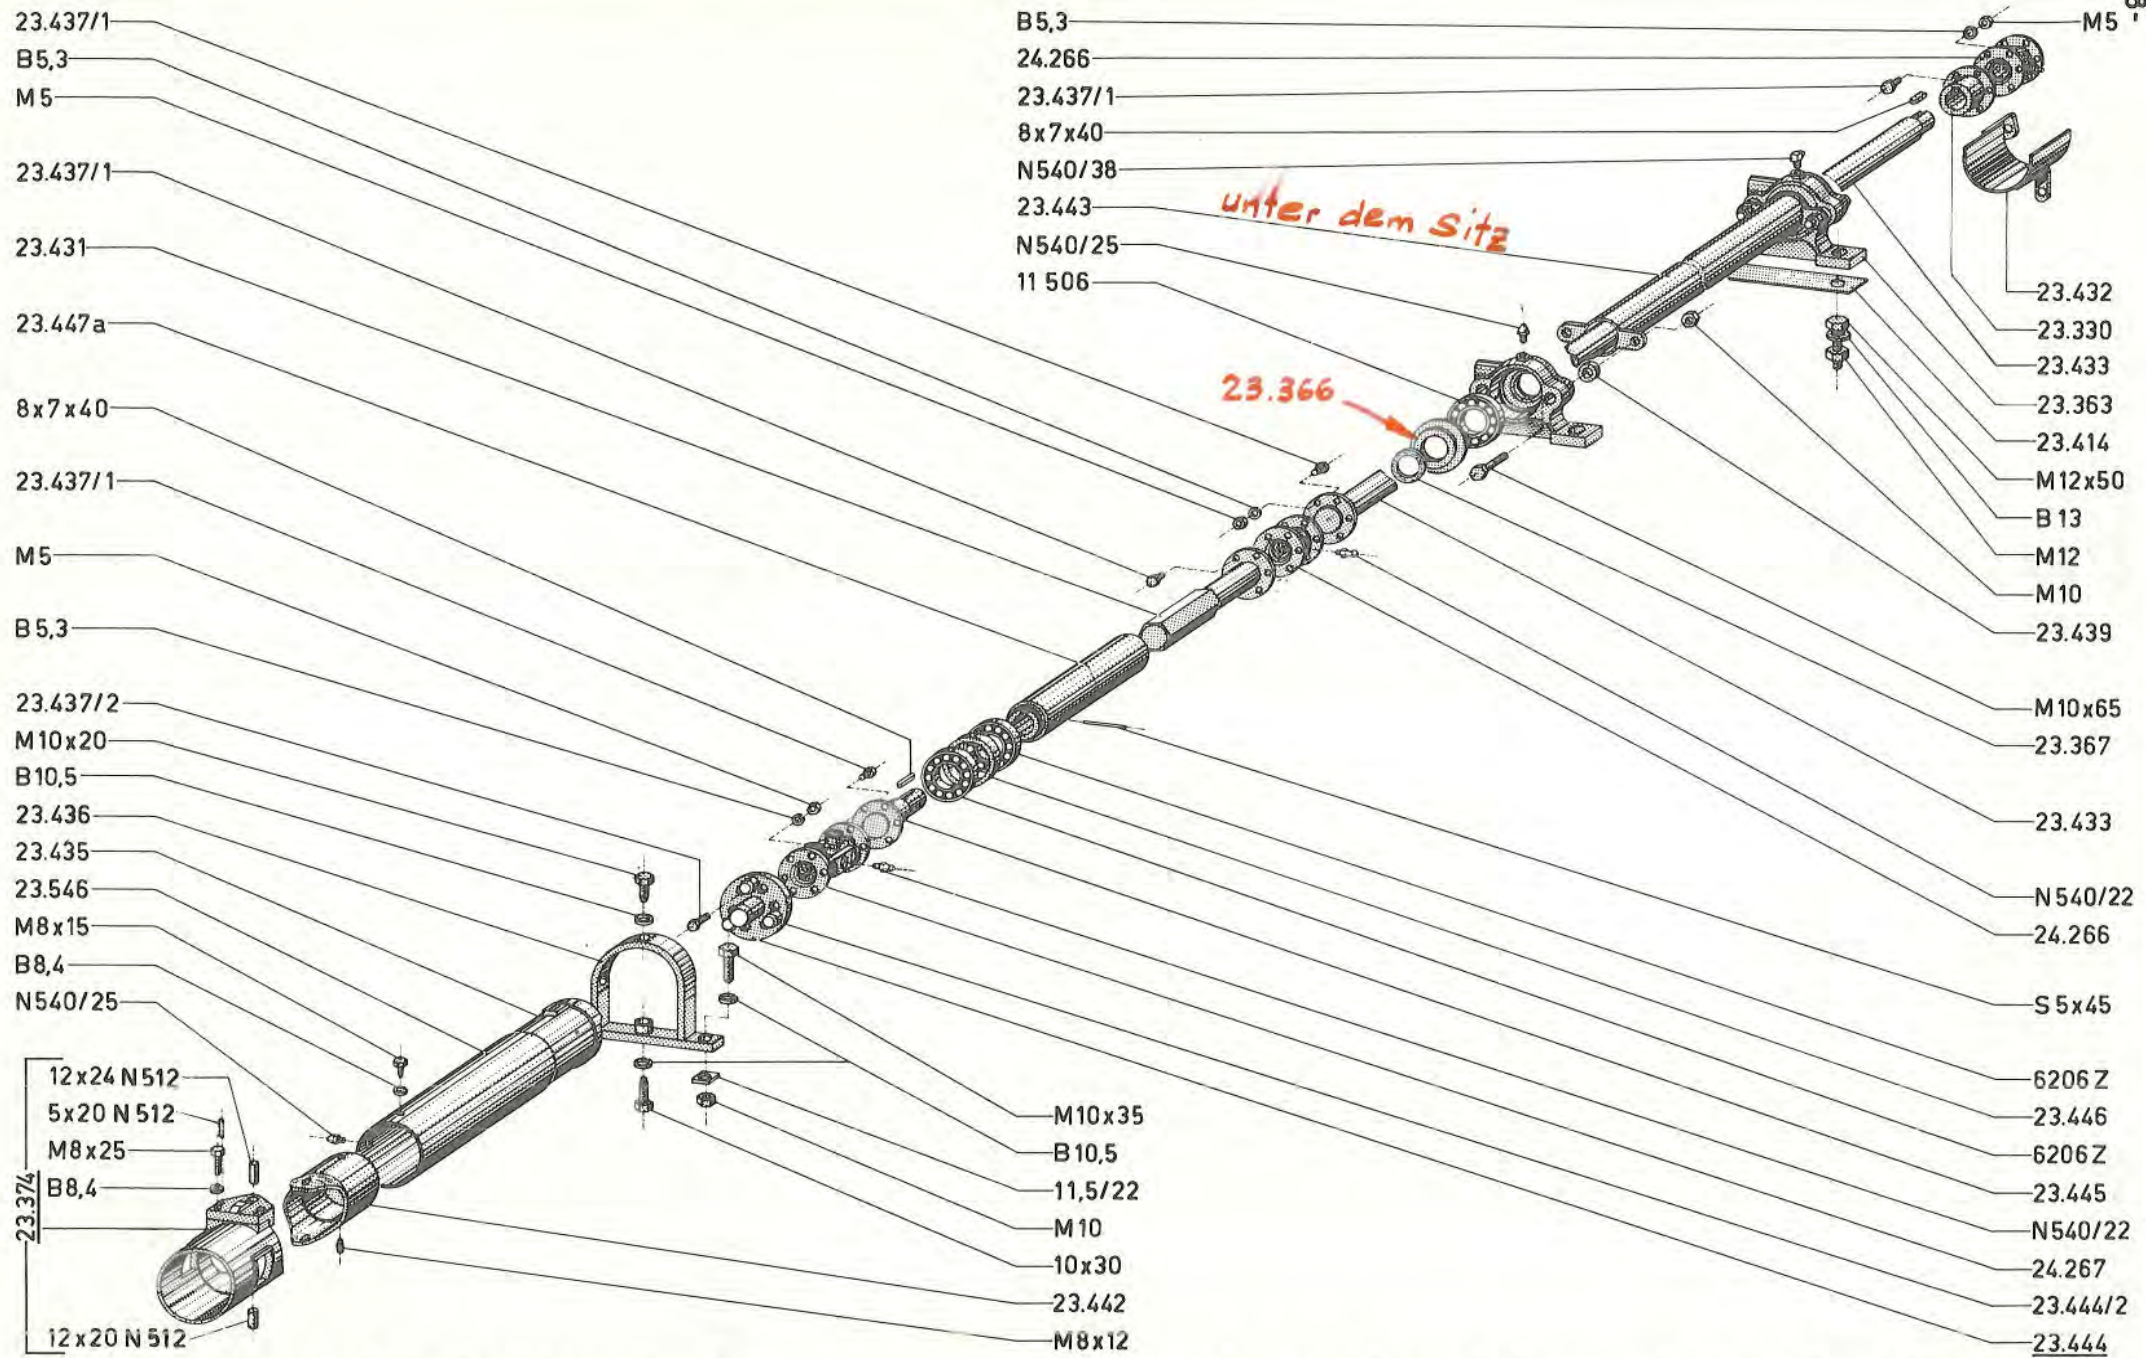 23.437/1
B5,3
M5
23.437/1
23.431
23.447a
8x7x40
23.437/1
M5
B5,3
23.437/2
M10x20
B10,5
23.436
23.435
23.546
M8x15
B8,4
N540/25
12x24 N512
5x20 N512
M8x25
B8,4
23.374
12x20 N512
B5,3
24.266
23.437/1
8x7x40
N540/38
23.443
N540/25
11 506
unter dem Sitz
23.366
M5
23.432
23.330
23.433
23.363
23.414
M12x50
B13
M12
M10
23.439
M10x65
23.367
23.433
N540/22
24.266
S5x45
6206Z
23.446
6206Z
23.445
N540/22
24.267
23.444/2
23.444
M10x35
B10,5
11,5/22
M10
10x30
23.442
M8x12